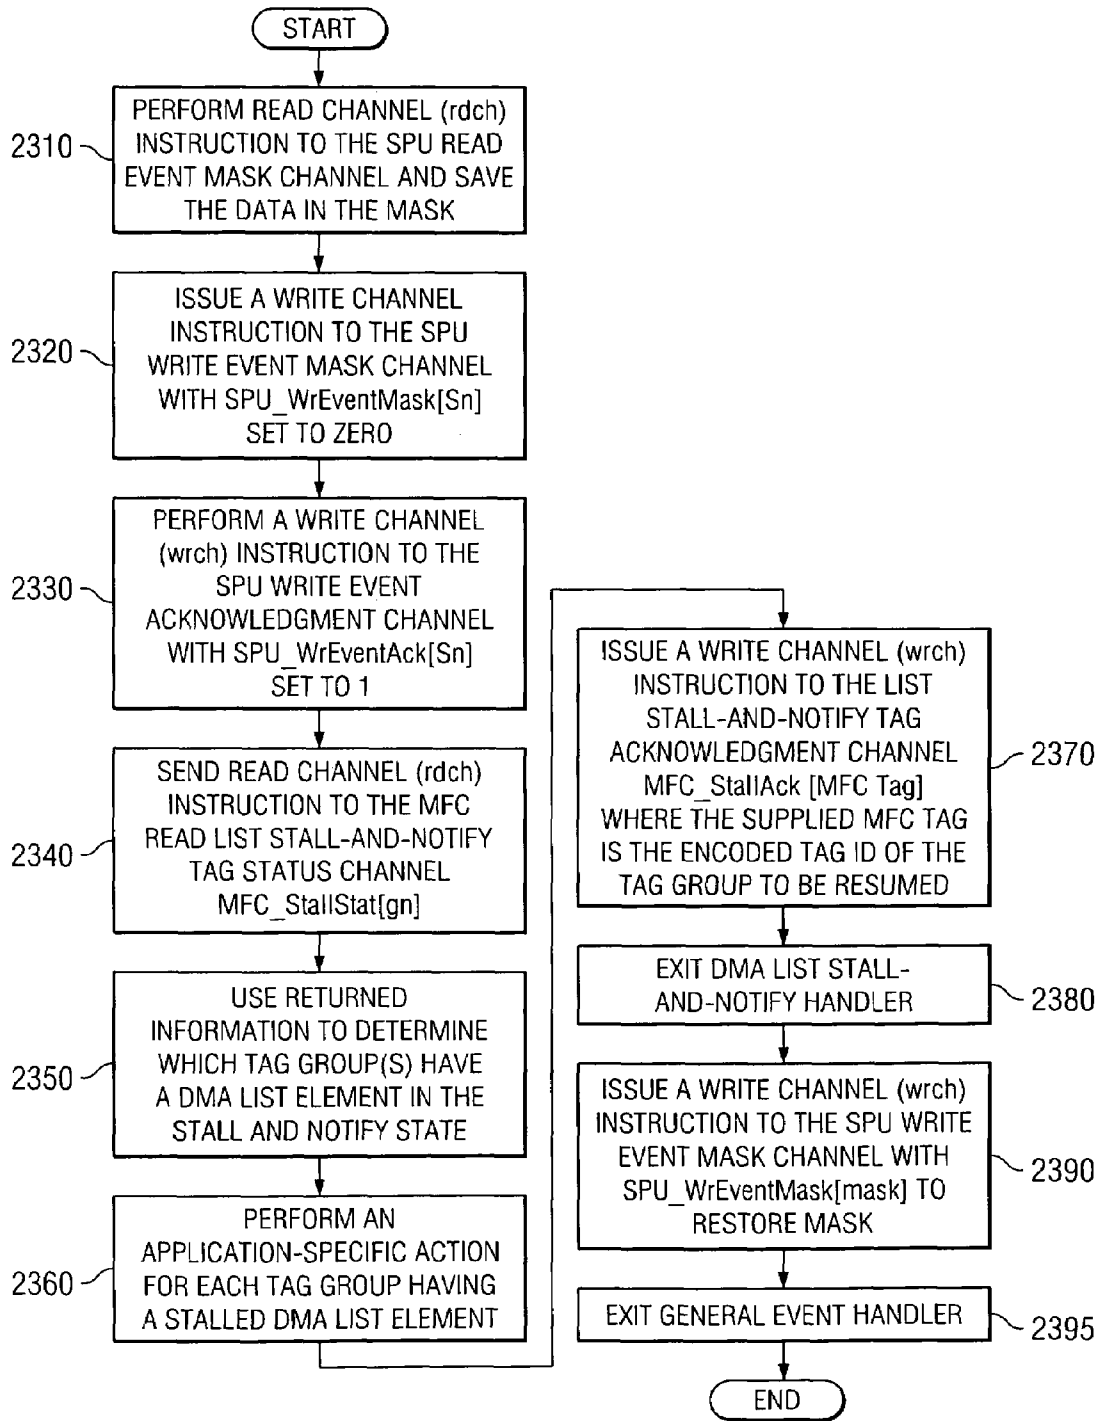 START
2310
PERFORM READ CHANNEL (rdch)
INSTRUCTION TO THE SPU READ
EVENT MASK CHANNEL AND SAVE
THE DATA IN THE MASK
2320
ISSUE A WRITE CHANNEL
INSTRUCTION TO THE SPU
WRITE EVENT MASK CHANNEL
WITH SPU_WrEventMask[Sn]
SET TO ZERO
2330
PERFORM A WRITE CHANNEL
(wrch) INSTRUCTION TO THE
SPU WRITE EVENT
ACKNOWLEDGMENT CHANNEL
WITH SPU_WrEventAck[Sn]
SET TO 1
2340
SEND READ CHANNEL (rdch)
INSTRUCTION TO THE MFC
READ LIST STALL-AND-NOTIFY
TAG STATUS CHANNEL
MFC_StallStat[gn]
2350
USE RETURNED
INFORMATION TO DETERMINE
WHICH TAG GROUP(S) HAVE
A DMA LIST ELEMENT IN THE
STALL AND NOTIFY STATE
2360
PERFORM AN
APPLICATION-SPECIFIC ACTION
FOR EACH TAG GROUP HAVING
A STALLED DMA LIST ELEMENT
ISSUE A WRITE CHANNEL (wrch)
INSTRUCTION TO THE LIST
STALL-AND-NOTIFY TAG
ACKNOWLEDGMENT CHANNEL
MFC_StallAck [MFC Tag]
WHERE THE SUPPLIED MFC TAG
IS THE ENCODED TAG ID OF THE
TAG GROUP TO BE RESUMED
2370
EXIT DMA LIST STALL-
AND-NOTIFY HANDLER
2380
ISSUE A WRITE CHANNEL (wrch)
INSTRUCTION TO THE SPU WRITE
EVENT MASK CHANNEL WITH
SPU_WrEventMask[mask] TO
RESTORE MASK
2390
EXIT GENERAL EVENT HANDLER
2395
END